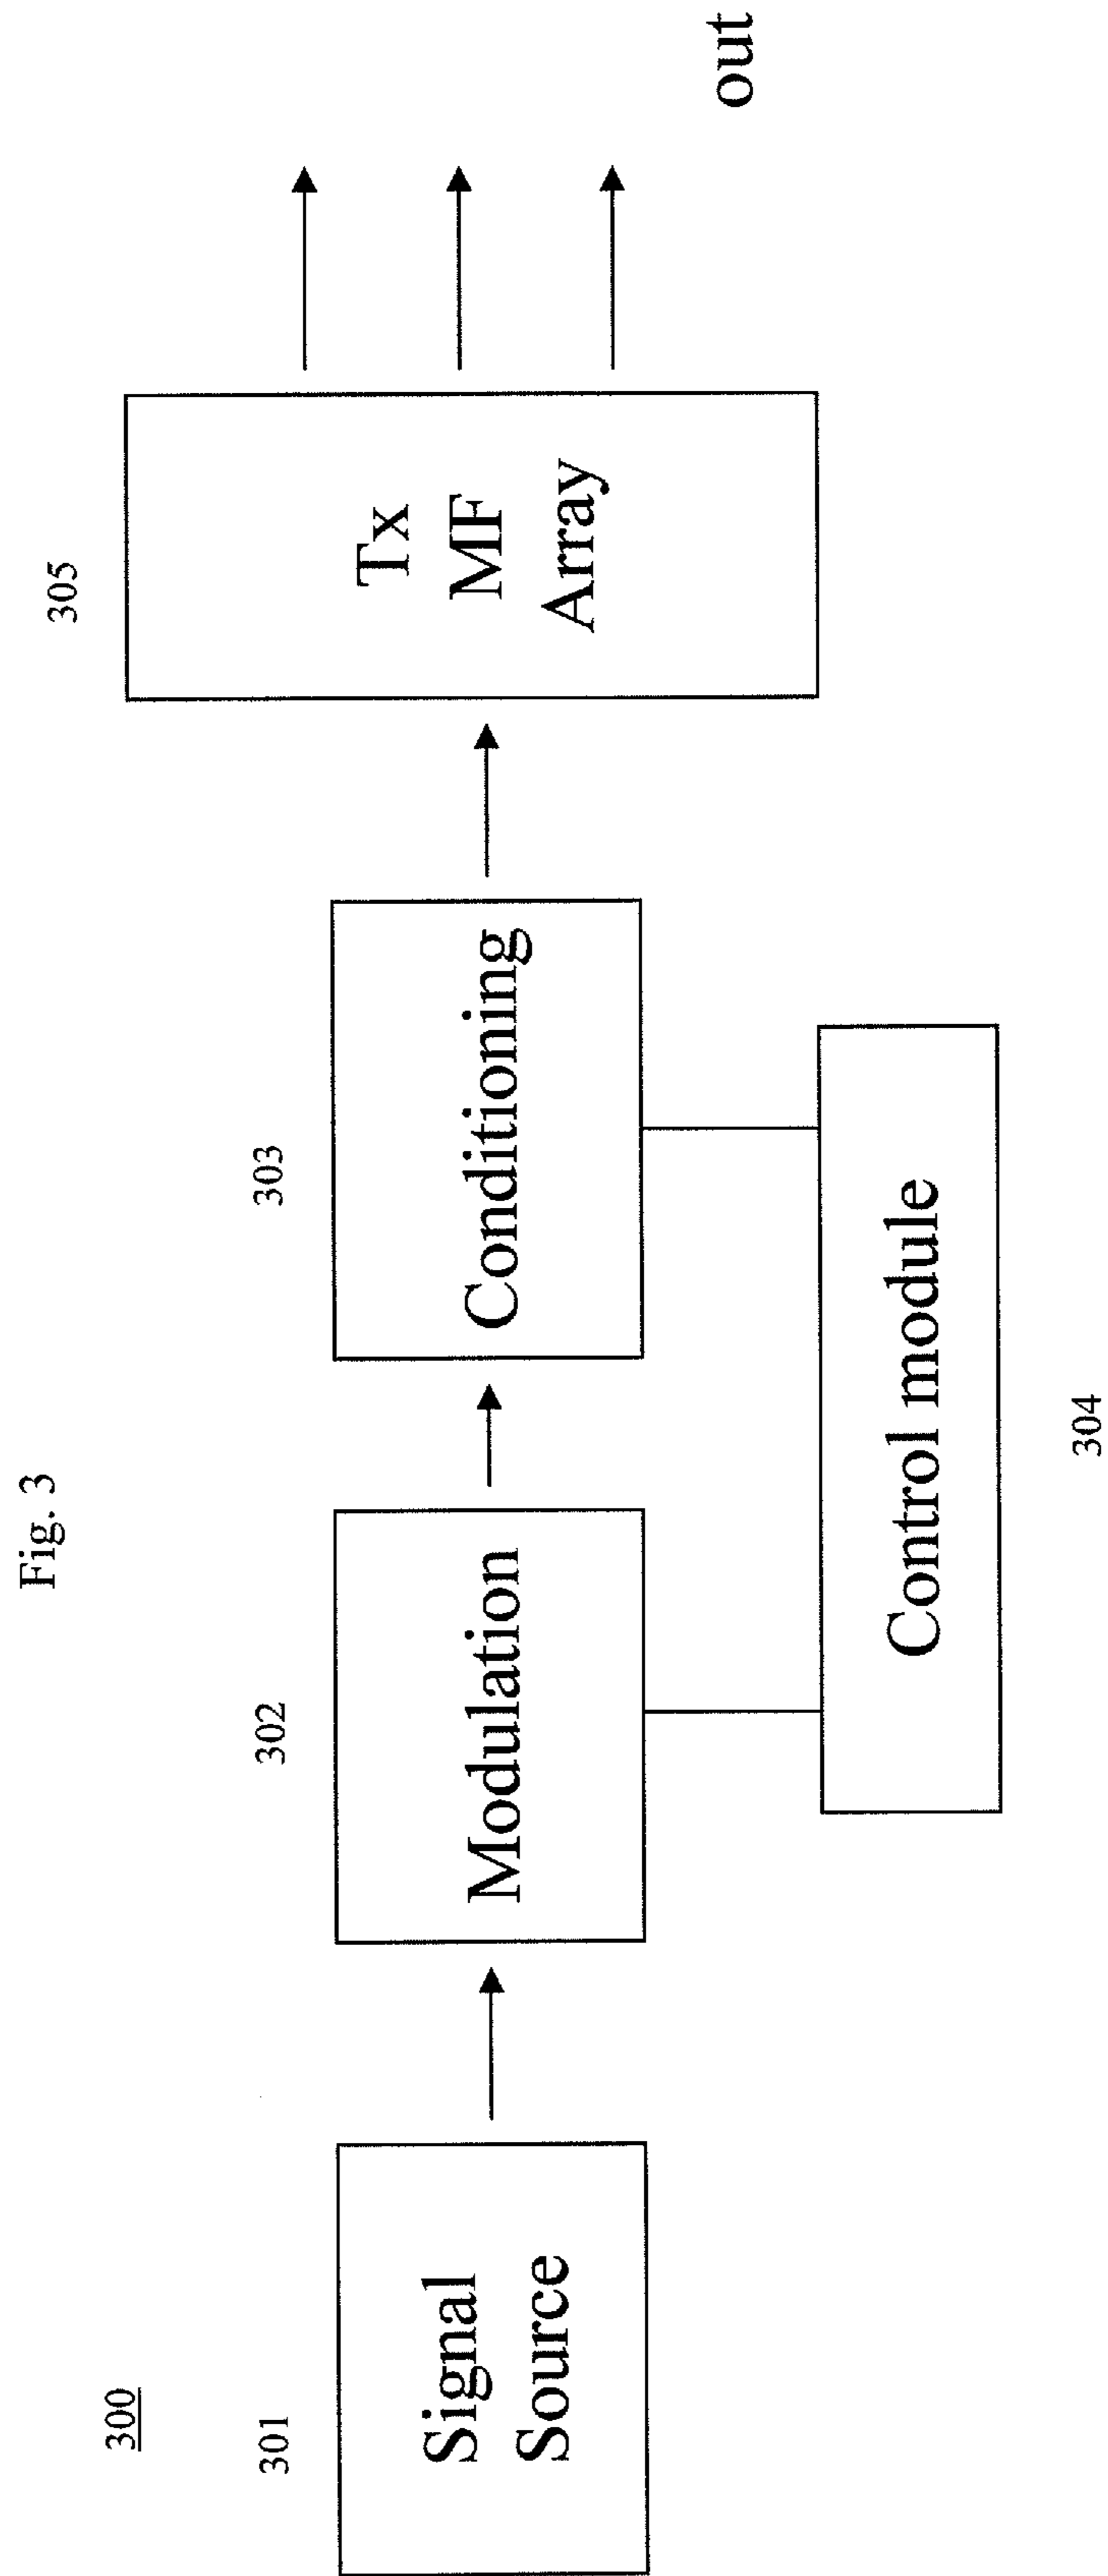 Fig. 3
300
301
Signal
Source
302
Modulation
303
Conditioning
305
Tx
MF
Array
out
Control module
304